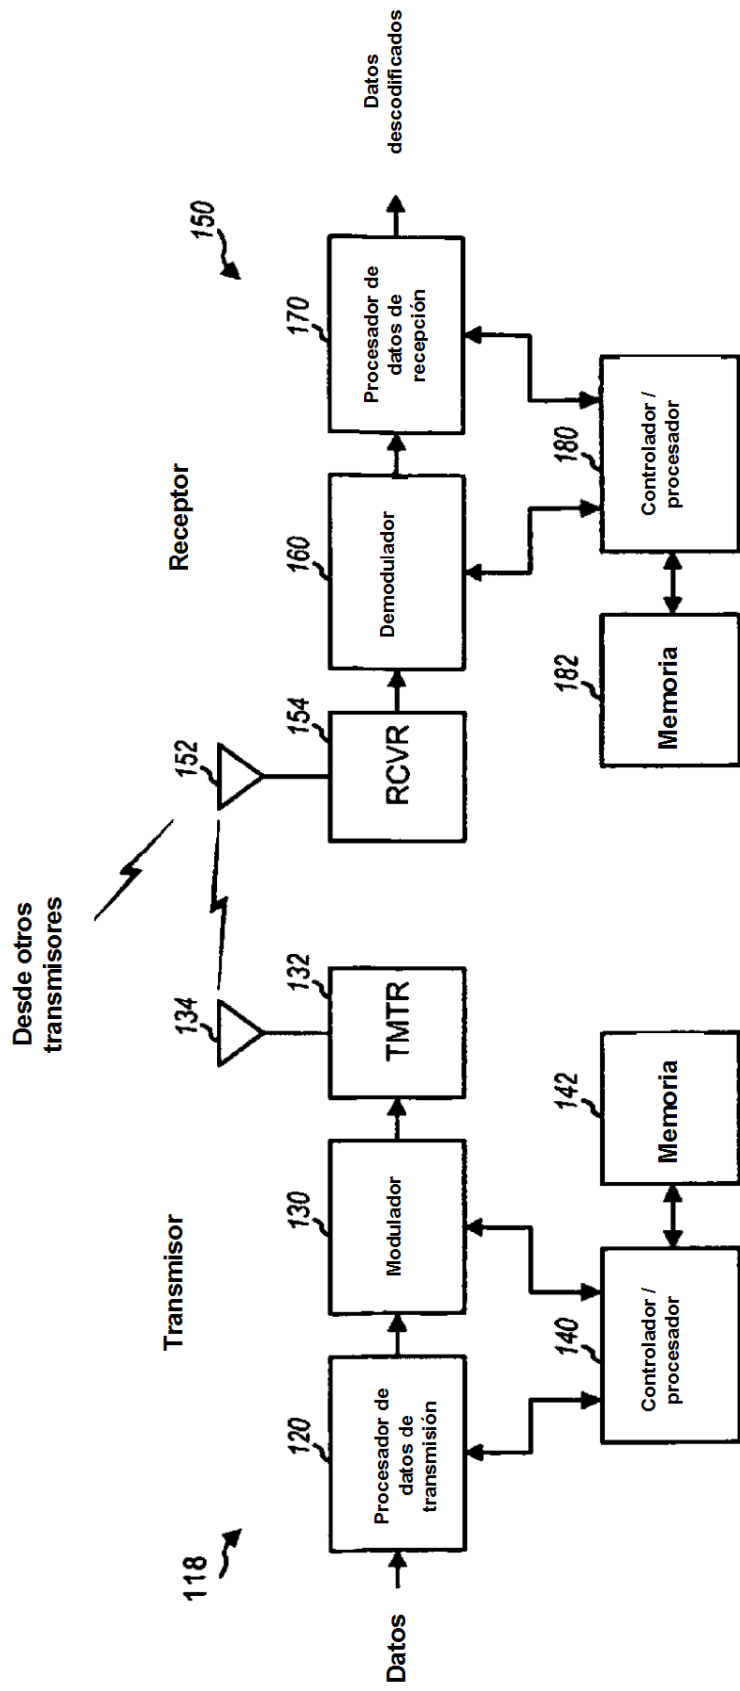 Desde otros
transmisores
Transmisor
Receptor
118
150
134
152
120
130
132
154
160
170
Datos
Procesador de
datos de
transmisión
Modulador
TMTR
RCVR
Demodulador
Procesador de
datos de
recepción
Datos
descodificados
140
142
182
180
Controlador /
procesador
Memoria
Memoria
Controlador /
procesador